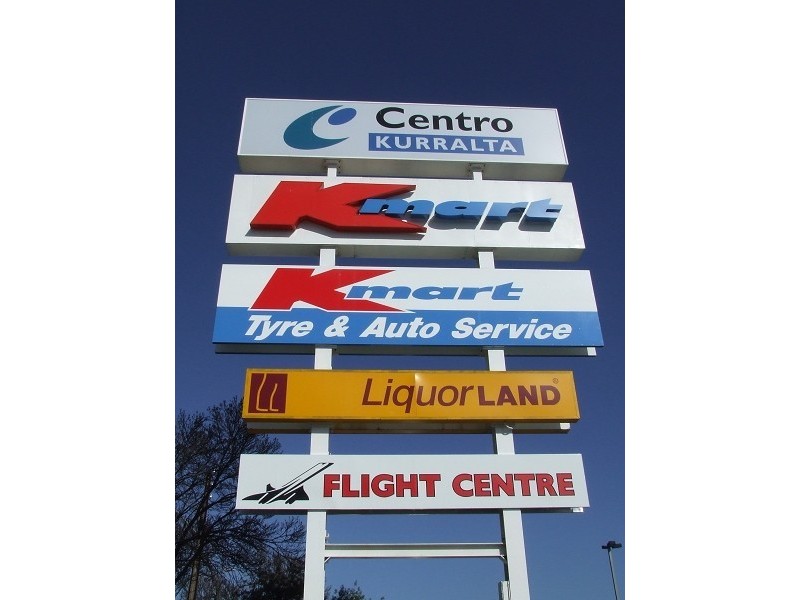 Centro
KURRALTA
Kmart
Kmart
Tyre & Auto Service
LiquorLAND®
FLIGHT CENTRE